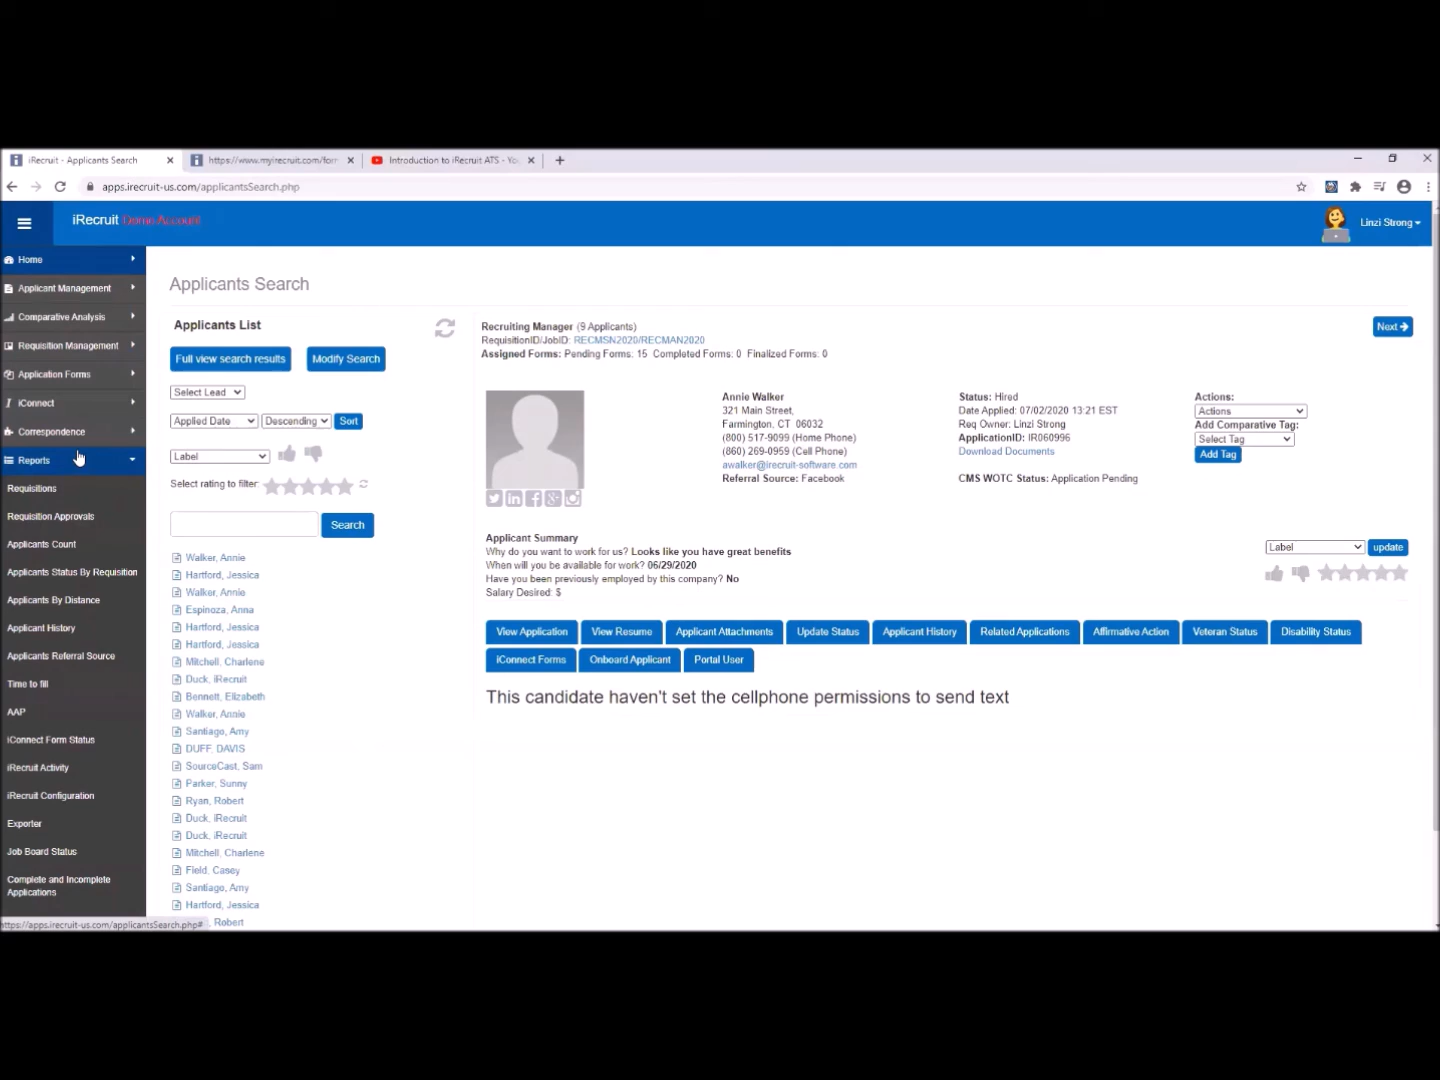 iRecruit - Applicants Search
https://www.myirecruit.com/for
Introduction to iRecruit ATS - Yo
apps.irecruit-us.com/applicantsSearch.php
iRecruit Demo Account
Linzi Strong
Home
Applicant Management
Comparative Analysis
Requisition Management
Application Forms
iConnect
Correspondence
Reports
Requisitions
Requisition Approvals
Applicants Count
Applicants Status By Requisition
Applicants By Distance
Applicant History
Applicants Referral Source
Time to fill
AAP
iConnect Form Status
iRecruit Activity
iRecruit Configuration
Exporter
Job Board Status
Complete and Incomplete
Applications
https://apps.irecruit-us.com/applicantsSearch.php#
Applicants Search
Applicants List
Full view search results
Modify Search
Select Lead
Applied Date
Descending
Sort
Label
Select rating to filter:
Search
Walker, Annie
Hartford, Jessica
Walker, Annie
Espinoza, Anna
Hartford, Jessica
Hartford, Jessica
Mitchell, Charlene
Duck, iRecruit
Bennett, Elizabeth
Walker, Annie
Santiago, Amy
DUFF, DAVIS
SourceCast, Sam
Parker, Sunny
Ryan, Robert
Duck, iRecruit
Duck, iRecruit
Mitchell, Charlene
Field, Casey
Santiago, Amy
Hartford, Jessica
Robert
Recruiting Manager (9 Applicants)
RequisitionID/JobID: RECMSN2020/RECMAN2020
Assigned Forms: Pending Forms: 15 Completed Forms: 0 Finalized Forms: 0
Next
Annie Walker
321 Main Street,
Farmington, CT 06032
(800) 517-9099 (Home Phone)
(860) 269-0959 (Cell Phone)
awalker@irecruit-software.com
Referral Source: Facebook
Status: Hired
Date Applied: 07/02/2020 13:21 EST
Req Owner: Linzi Strong
ApplicationID: IR060996
Download Documents
CMS WOTC Status: Application Pending
Actions:
Actions
Add Comparative Tag:
Select Tag
Add Tag
Applicant Summary
Why do you want to work for us? Looks like you have great benefits
When will you be available for work? 06/29/2020
Have you been previously employed by this company? No
Salary Desired: $
Label
update
View Application
View Resume
Applicant Attachments
Update Status
Applicant History
Related Applications
Affirmative Action
Veteran Status
Disability Status
iConnect Forms
Onboard Applicant
Portal User
This candidate haven't set the cellphone permissions to send text